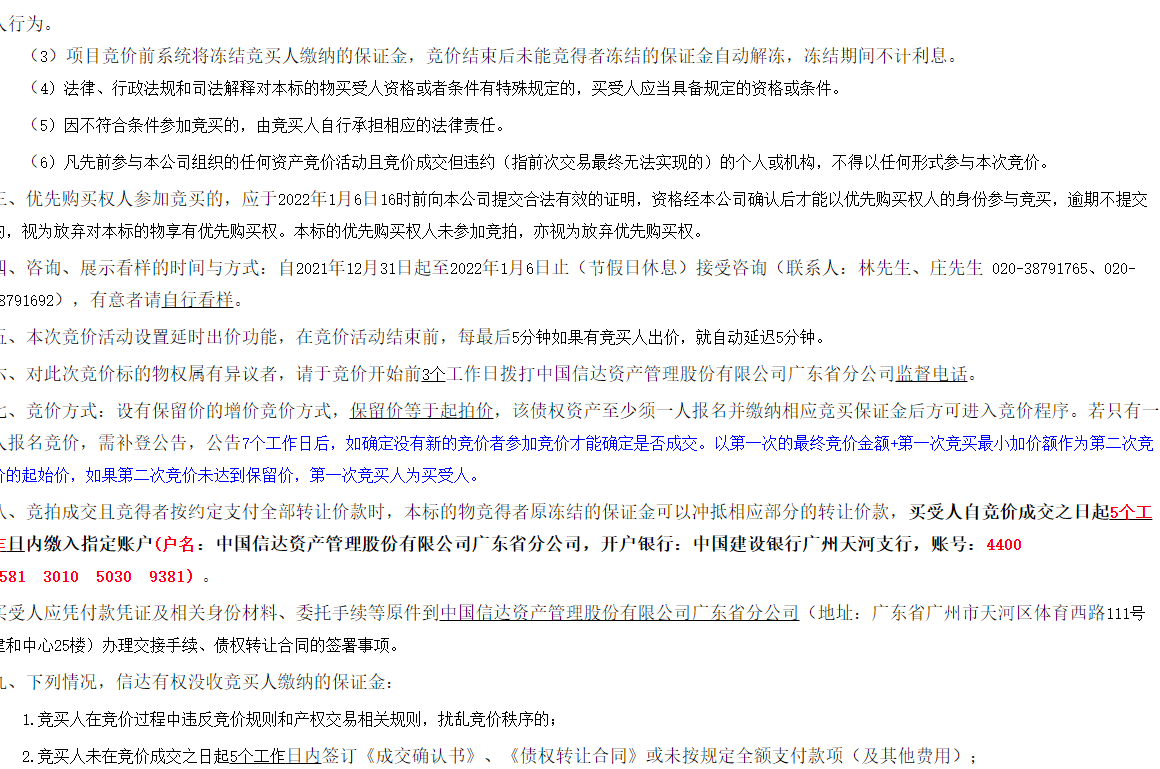 人行为。
（3）项目竞价前系统将冻结竞买人缴纳的保证金，竞价结束后未能竞得者冻结的保证金自动解冻，冻结期间不计利息。
（4）法律、行政法规和司法解释对本标的物买受人资格或者条件有特殊规定的，买受人应当具备规定的资格或条件。
（5）因不符合条件参加竞买的，由竞买人自行承担相应的法律责任。
（6）凡先前参与本公司组织的任何资产竞价活动且竞价成交但违约（指前次交易最终无法实现的）的个人或机构，不得以任何形式参与本次竞价。
三、优先购买权人参加竞买的，应于2022年1月6日16时前向本公司提交合法有效的证明，资格经本公司确认后才能以优先购买权人的身份参与竞买，逾期不提交
的，视为放弃对本标的物享有优先购买权。本标的优先购买权人未参加竞拍，亦视为放弃优先购买权。
四、咨询、展示看样的时间与方式：自2021年12月31日起至2022年1月6日止（节假日休息）接受咨询（联系人：林先生、庄先生 020-38791765、020-
38791692），有意者请自行看样。
五、本次竞价活动设置延时出价功能，在竞价活动结束前，每最后5分钟如果有竞买人出价，就自动延迟5分钟。
六、对此次竞价标的物权属有异议者，请于竞价开始前3个工作日拨打中国信达资产管理股份有限公司广东省分公司监督电话。
七、竞价方式：设有保留价的增价竞价方式，保留价等于起拍价，该债权资产至少须一人报名并缴纳相应竞买保证金后方可进入竞价程序。若只有一
人报名竞价，需补登公告，公告7个工作日后，如确定没有新的竞价者参加竞价才能确定是否成交。以第一次的最终竞价金额+第一次竞买最小加价额作为第二次竞
价的起始价，如果第二次竞价未达到保留价，第一次竞买人为买受人。
八、竞拍成交且竞得者按约定支付全部转让价款时，本标的物竞得者原冻结的保证金可以冲抵相应部分的转让价款，买受人自竞价成交之日起5个工
作日内缴入指定账户(户名：中国信达资产管理股份有限公司广东省分公司，开户银行：中国建设银行广州天河支行，账号：4400
1581 3010 5030 9381）。
买受人应凭付款凭证及相关身份材料、委托手续等原件到中国信达资产管理股份有限公司广东省分公司（地址：广东省广州市天河区体育西路111号
建和中心25楼）办理交接手续、债权转让合同的签署事项。
九、下列情况，信达有权没收竞买人缴纳的保证金：
1.竞买人在竞价过程中违反竞价规则和产权交易相关规则，扰乱竞价秩序的；
2.竞买人未在竞价成交之日起5个工作日内签订《成交确认书》、《债权转让合同》或未按规定全额支付款项（及其他费用）；